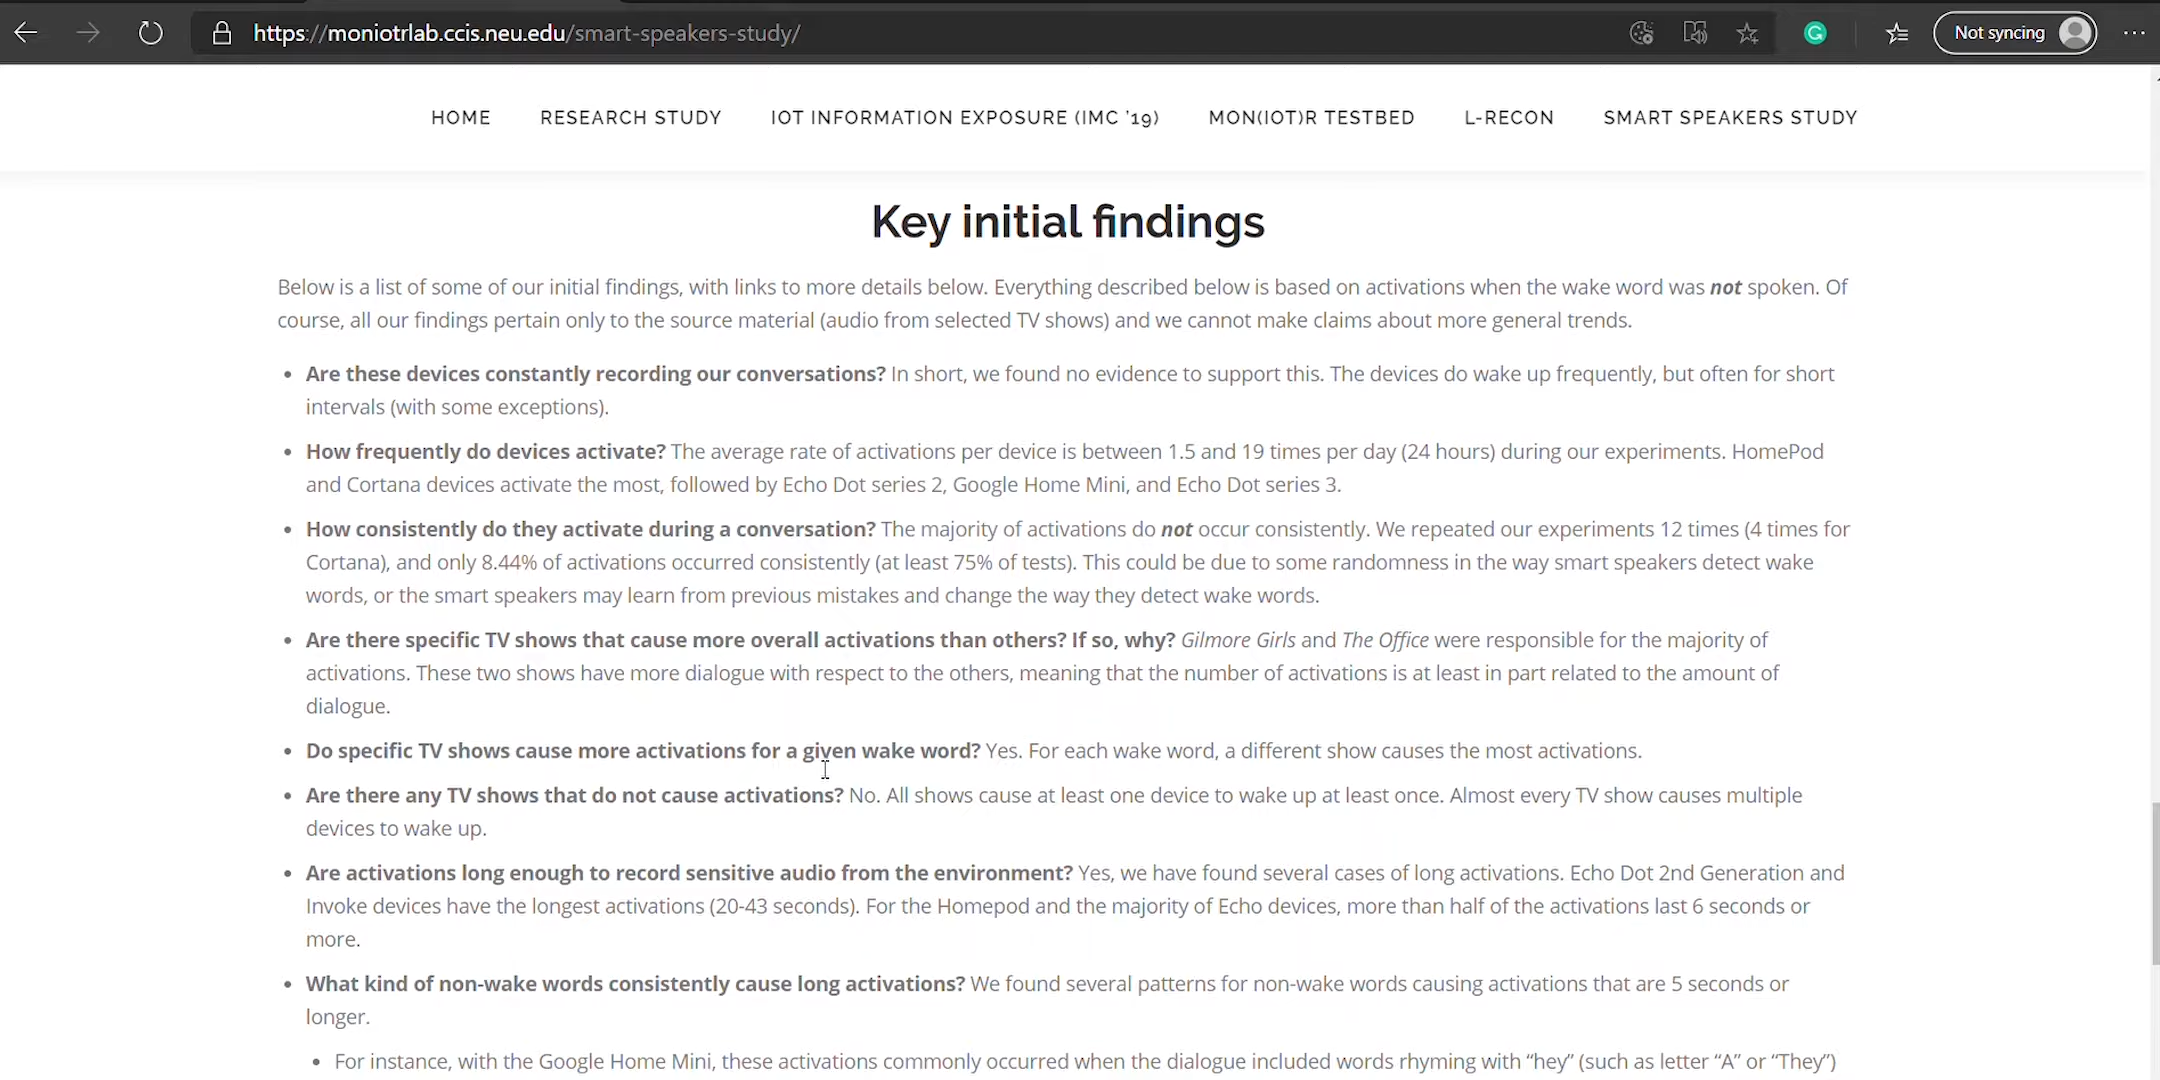 https://moniotrlab.ccis.neu.edu/smart-speakers-study/
Not syncing
HOME RESEARCH STUDY IOT INFORMATION EXPOSURE (IMC '19) MON(IOT)R TESTBED L-RECON SMART SPEAKERS STUDY
Key initial findings
Below is a list of some of our initial findings, with links to more details below. Everything described below is based on activations when the wake word was not spoken. Of
course, all our findings pertain only to the source material (audio from selected TV shows) and we cannot make claims about more general trends.
• Are these devices constantly recording our conversations? In short, we found no evidence to support this. The devices do wake up frequently, but often for short
intervals (with some exceptions).
• How frequently do devices activate? The average rate of activations per device is between 1.5 and 19 times per day (24 hours) during our experiments. HomePod
and Cortana devices activate the most, followed by Echo Dot series 2, Google Home Mini, and Echo Dot series 3.
• How consistently do they activate during a conversation? The majority of activations do not occur consistently. We repeated our experiments 12 times (4 times for
Cortana), and only 8.44% of activations occurred consistently (at least 75% of tests). This could be due to some randomness in the way smart speakers detect wake
words, or the smart speakers may learn from previous mistakes and change the way they detect wake words.
• Are there specific TV shows that cause more overall activations than others? If so, why? Gilmore Girls and The Office were responsible for the majority of
activations. These two shows have more dialogue with respect to the others, meaning that the number of activations is at least in part related to the amount of
dialogue.
• Do specific TV shows cause more activations for a given wake word? Yes. For each wake word, a different show causes the most activations.
• Are there any TV shows that do not cause activations? No. All shows cause at least one device to wake up at least once. Almost every TV show causes multiple
devices to wake up.
• Are activations long enough to record sensitive audio from the environment? Yes, we have found several cases of long activations. Echo Dot 2nd Generation and
Invoke devices have the longest activations (20-43 seconds). For the Homepod and the majority of Echo devices, more than half of the activations last 6 seconds or
more.
• What kind of non-wake words consistently cause long activations? We found several patterns for non-wake words causing activations that are 5 seconds or
longer.
• For instance, with the Google Home Mini, these activations commonly occurred when the dialogue included words rhyming with “hey” (such as letter “A” or “They”)